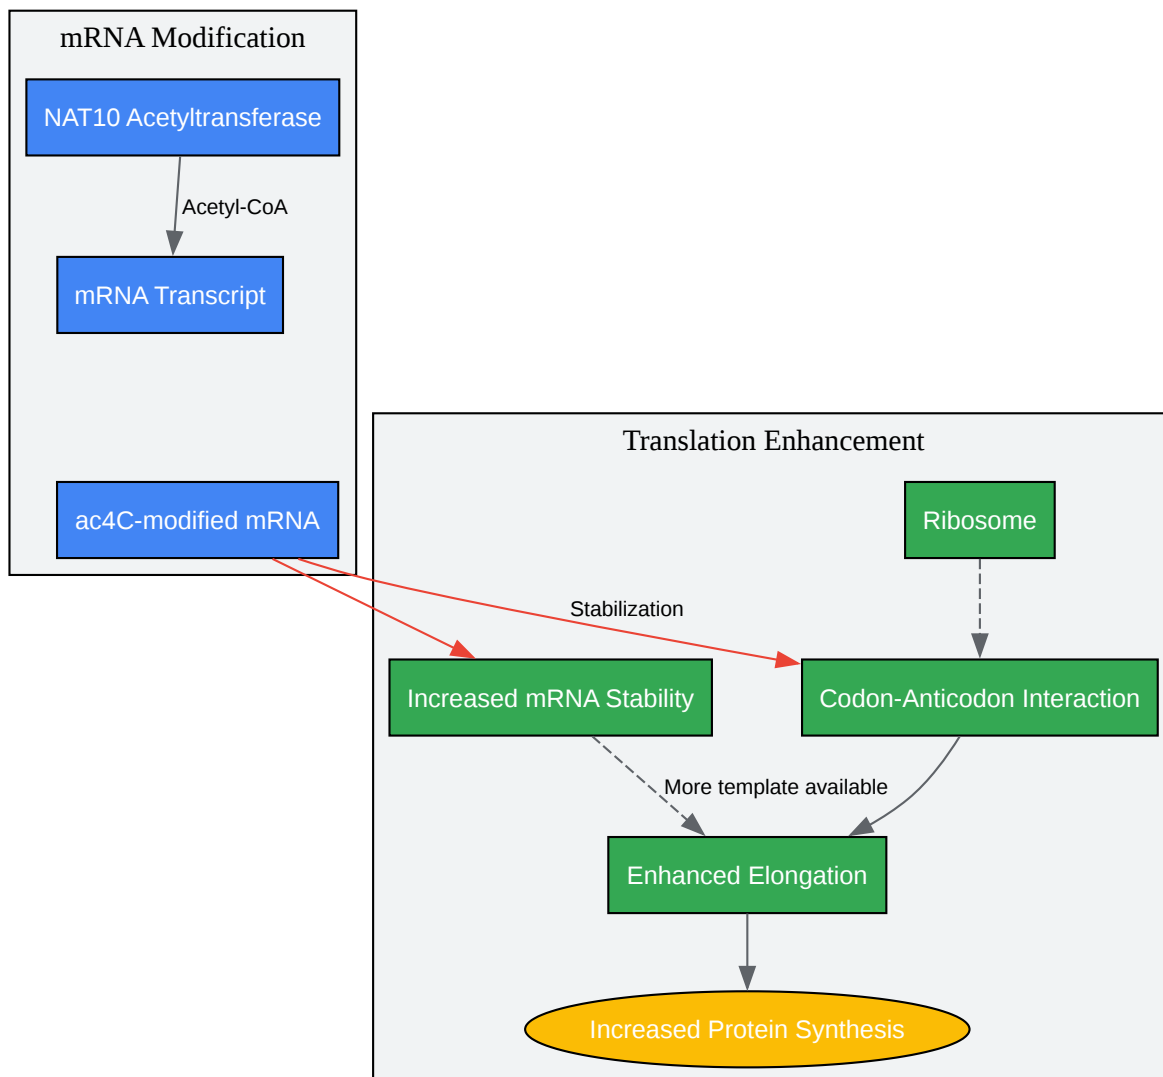 mRNA Modification
NAT10 Acetyltransferase
Acetyl-CoA
mRNA Transcript
ac4C-modified mRNA
Translation Enhancement
Ribosome
Stabilization
Increased mRNA Stability
Codon-Anticodon Interaction
More template available
Enhanced Elongation
Increased Protein Synthesis